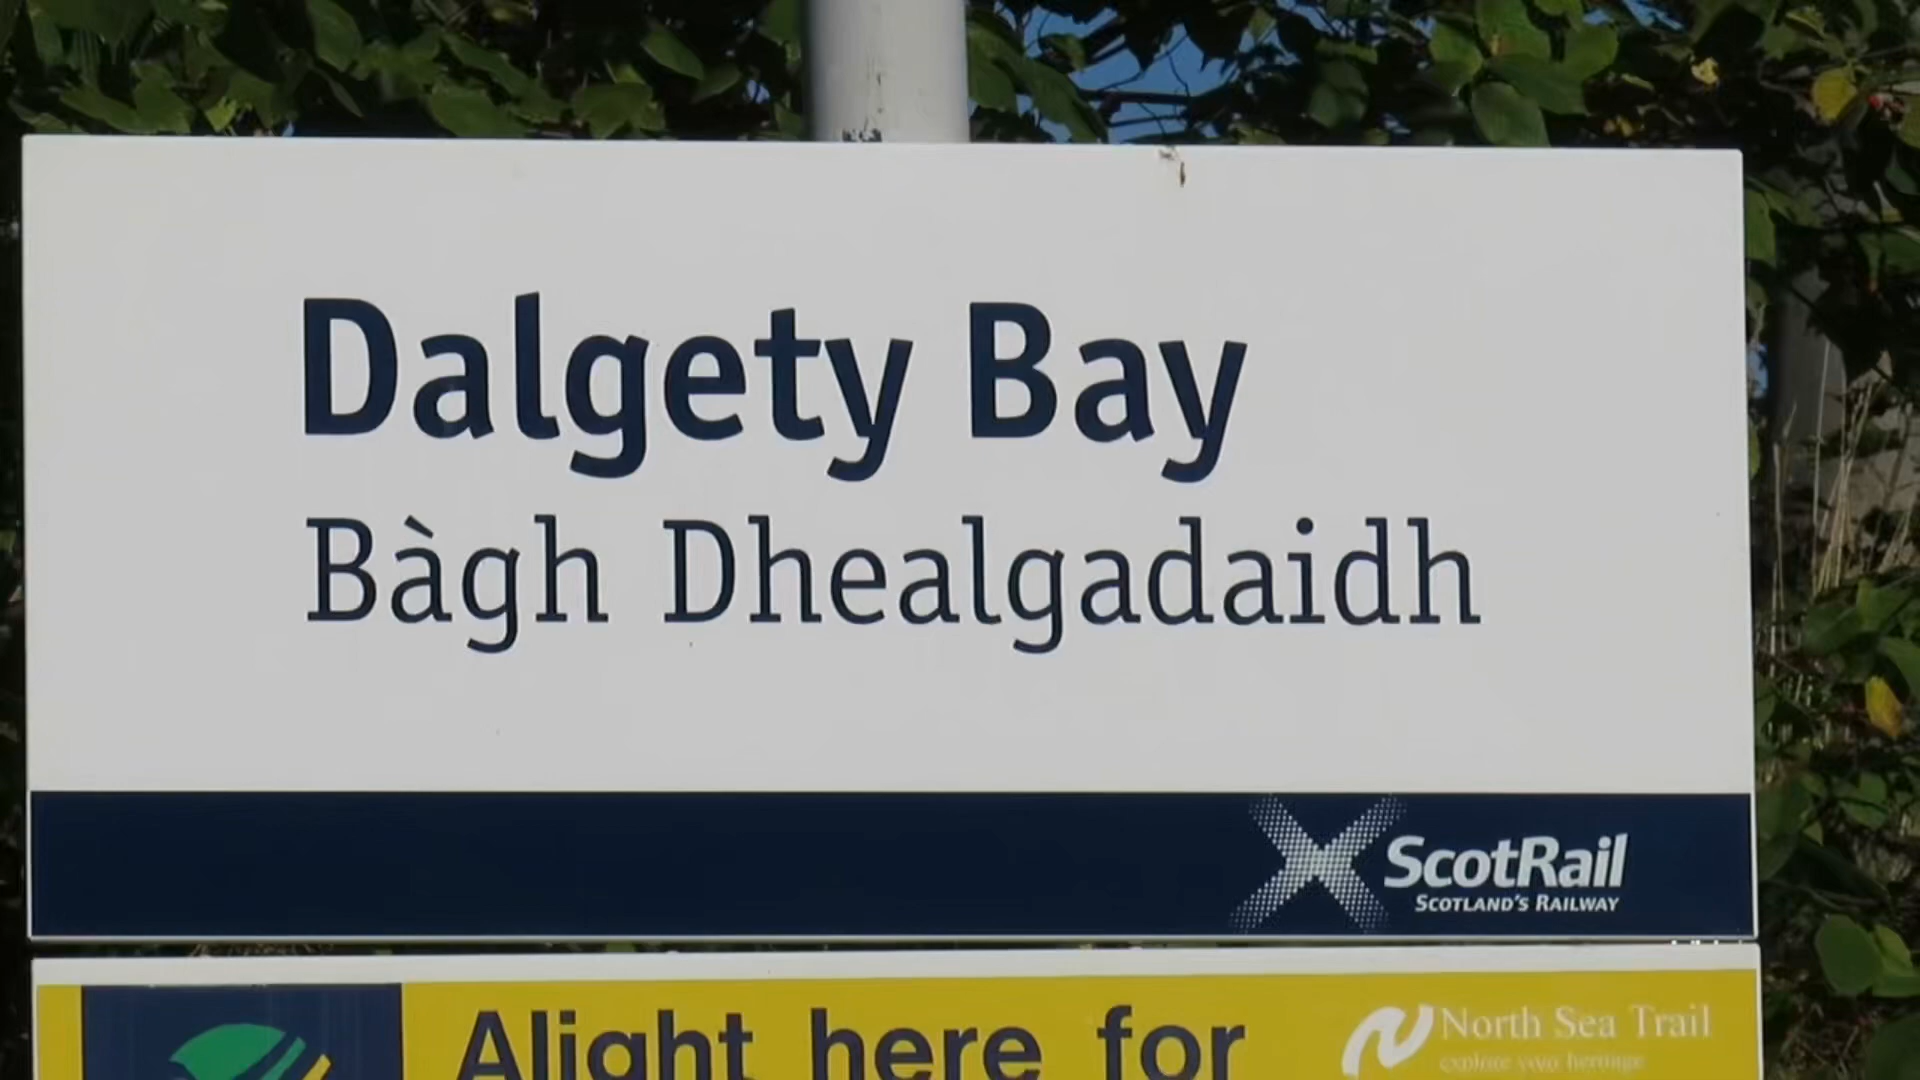 Dalgety Bay
Bàgh Dhealgadaidh
ScotRail
SCOTLAND'S RAILWAY
Alight here for
North Sea Trail